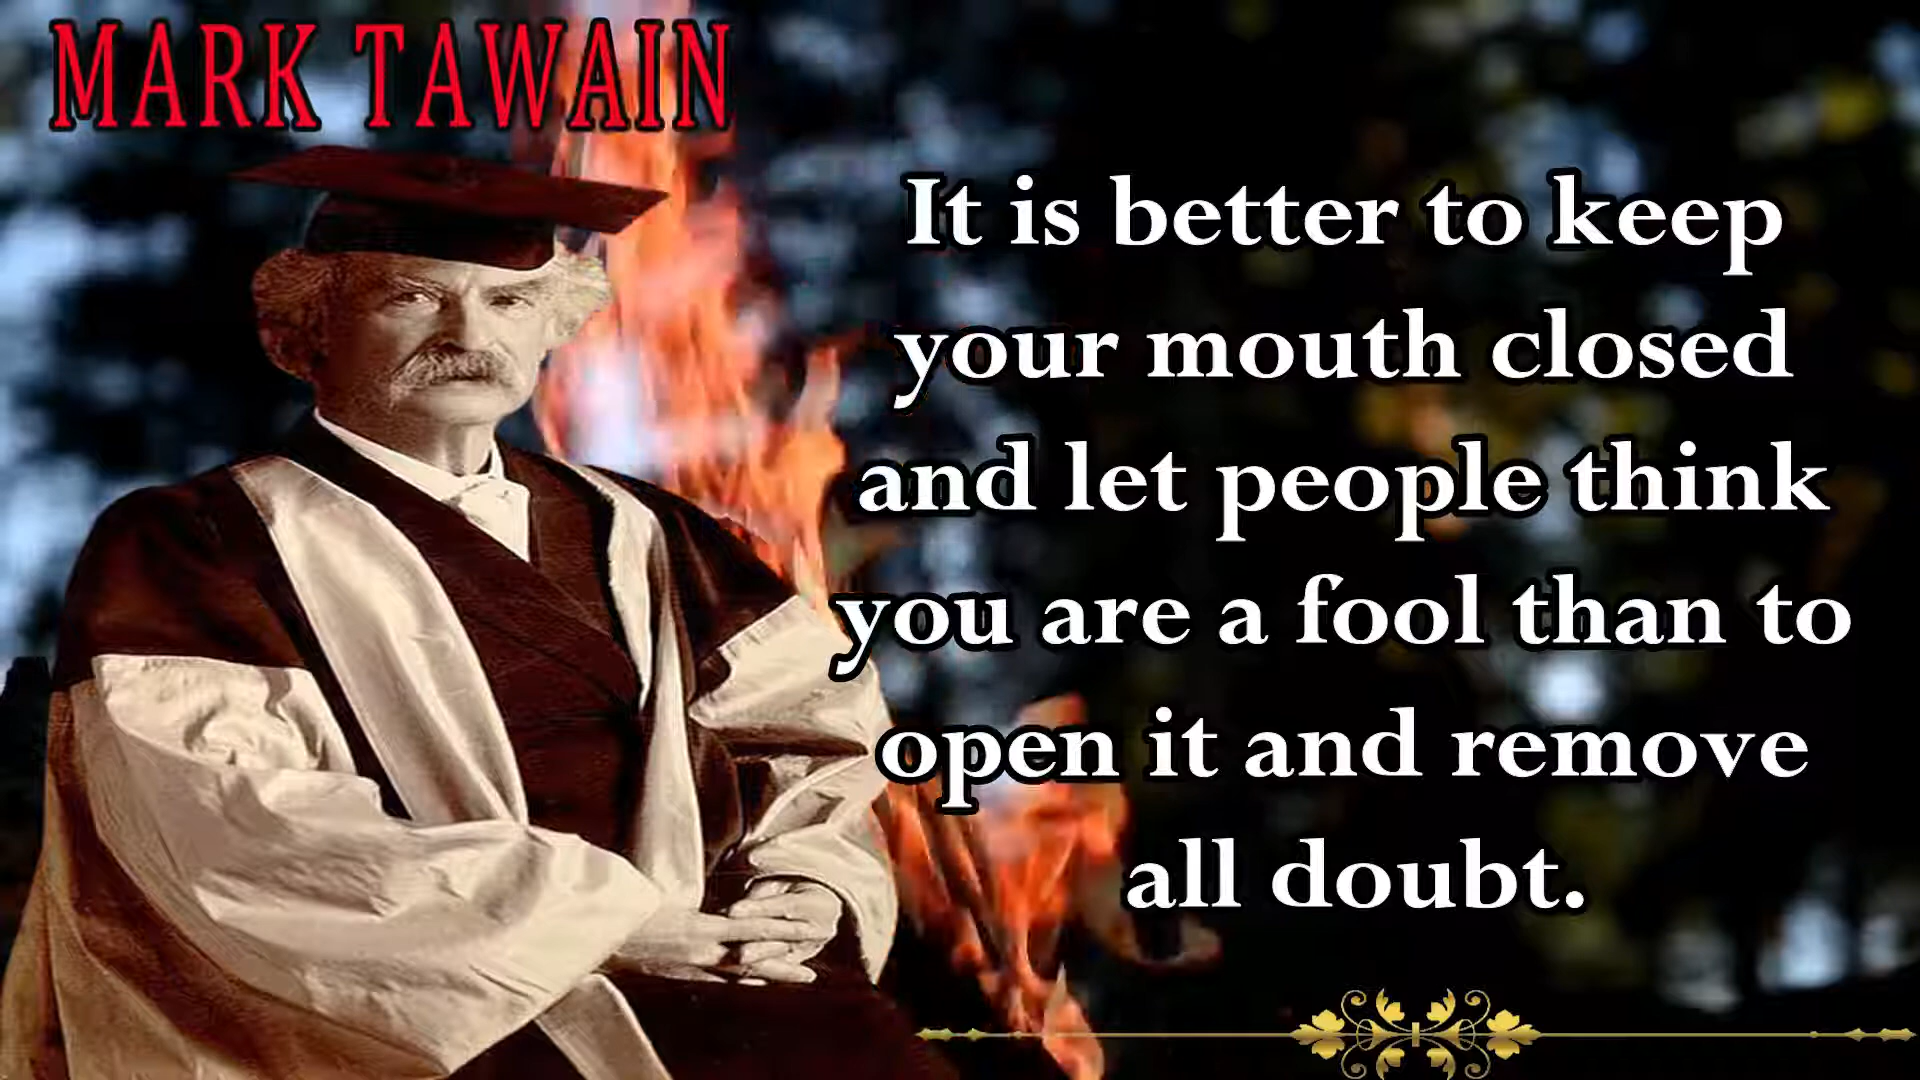 MARK TAWAIN
It is better to keep
your mouth closed
and let people think
you are a fool than to
open it and remove
all doubt.